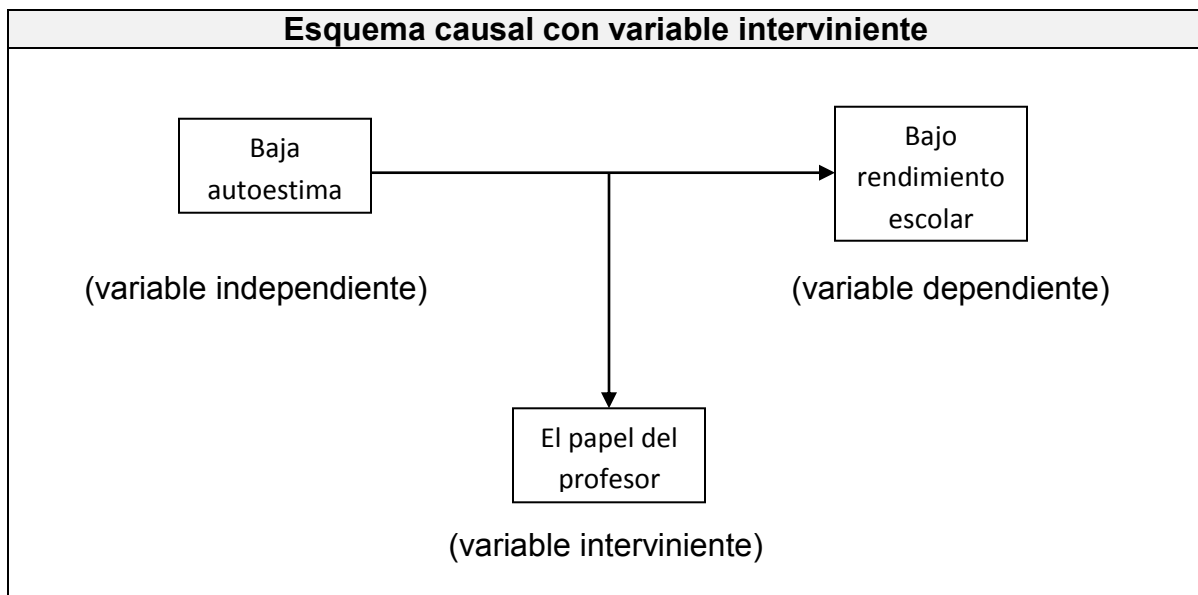 Esquema causal con variable interviniente
Baja
autoestima
Bajo
rendimiento
escolar
(variable independiente)
(variable dependiente)
El papel del
profesor
(variable interviniente)